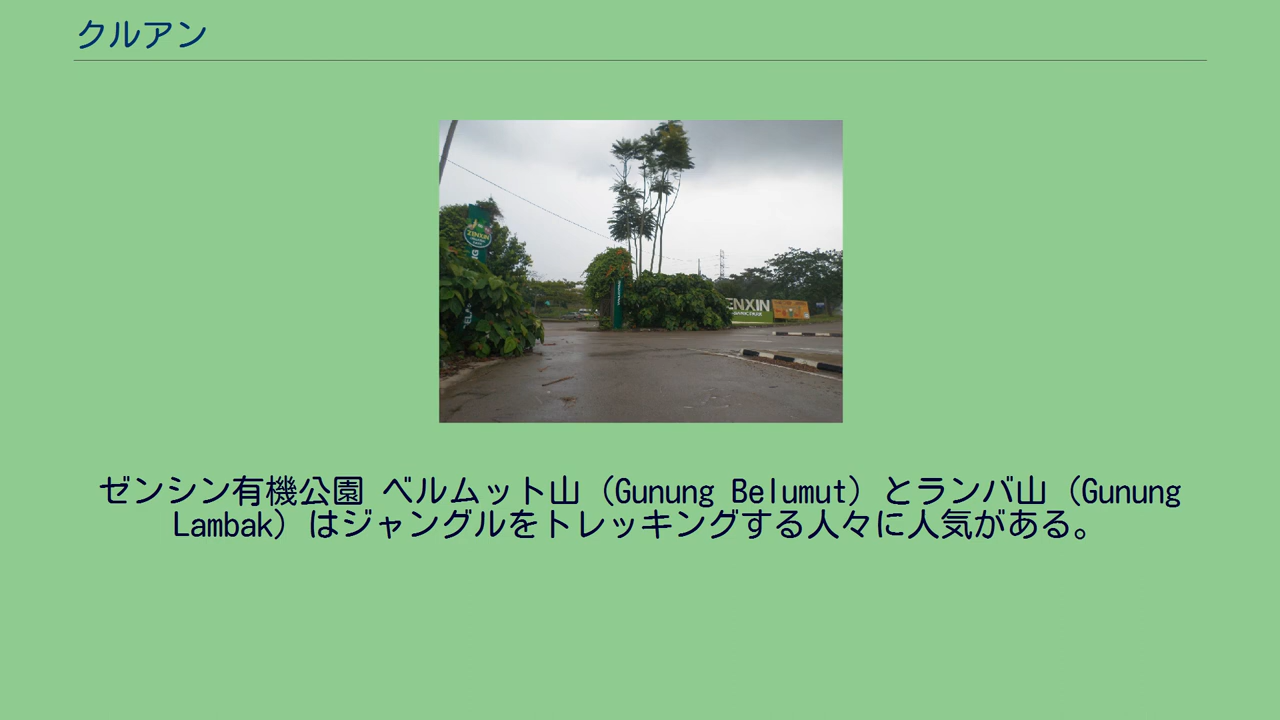 クルアン
ZENXIN
ENXIN
ゼンシン有機公園 ベルムット山（Gunung Belumut）とランバ山（Gunung
Lambak）はジャングルをトレッキングする人々に人気がある。